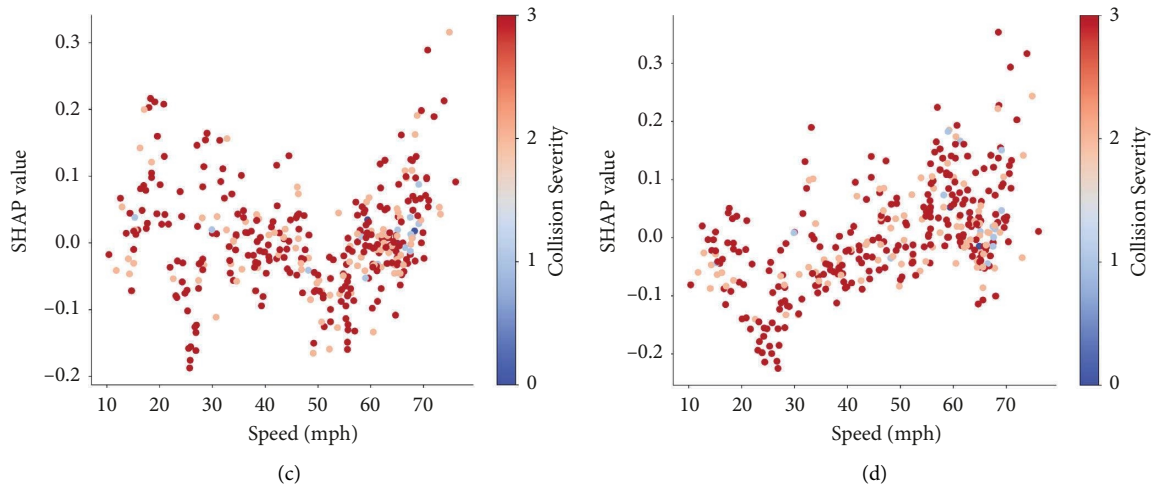 0.3
0.2
0.1
0.0
−0.1
−0.2
SHAP value
10 20 30 40 50 60 70
Speed (mph)
3
2
1
0
Collision Severity
(c)
0.3
0.2
0.1
0.0
−0.1
−0.2
SHAP value
10 20 30 40 50 60 70
Speed (mph)
3
2
1
0
Collision Severity
(d)